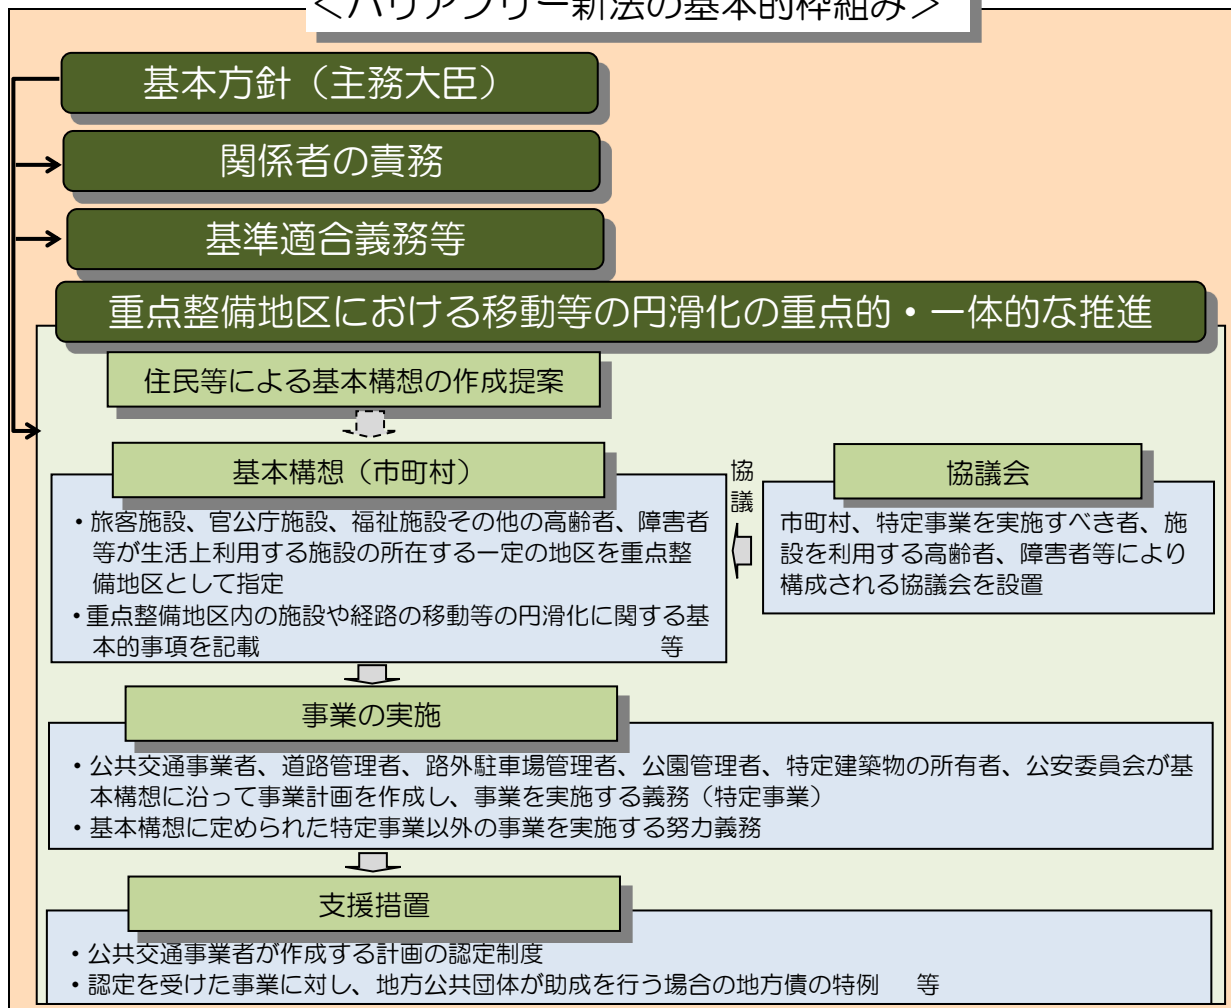 ＜バリアフリー新法の基本的枠組み＞
基本方針（主務大臣）
関係者の責務
基準適合義務等
重点整備地区における移動等の円滑化の重点的・一体的な推進
住民等による基本構想の作成提案
基本構想（市町村）
・旅客施設、官公庁施設、福祉施設その他の高齢者、障害者
等が生活上利用する施設の所在する一定の地区を重点整
備地区として指定
・重点整備地区内の施設や経路の移動等の円滑化に関する基
本的事項を記載　等
協議
協議会
市町村、特定事業を実施すべき者、施
設を利用する高齢者、障害者等により
構成される協議会を設置
事業の実施
・公共交通事業者、道路管理者、路外駐車場管理者、公園管理者、特定建築物の所有者、公安委員会が基
本構想に沿って事業計画を作成し、事業を実施する義務（特定事業）
・基本構想に定められた特定事業以外の事業を実施する努力義務
支援措置
・公共交通事業者が作成する計画の認定制度
・認定を受けた事業に対し、地方公共団体が助成を行う場合の地方債の特例　等